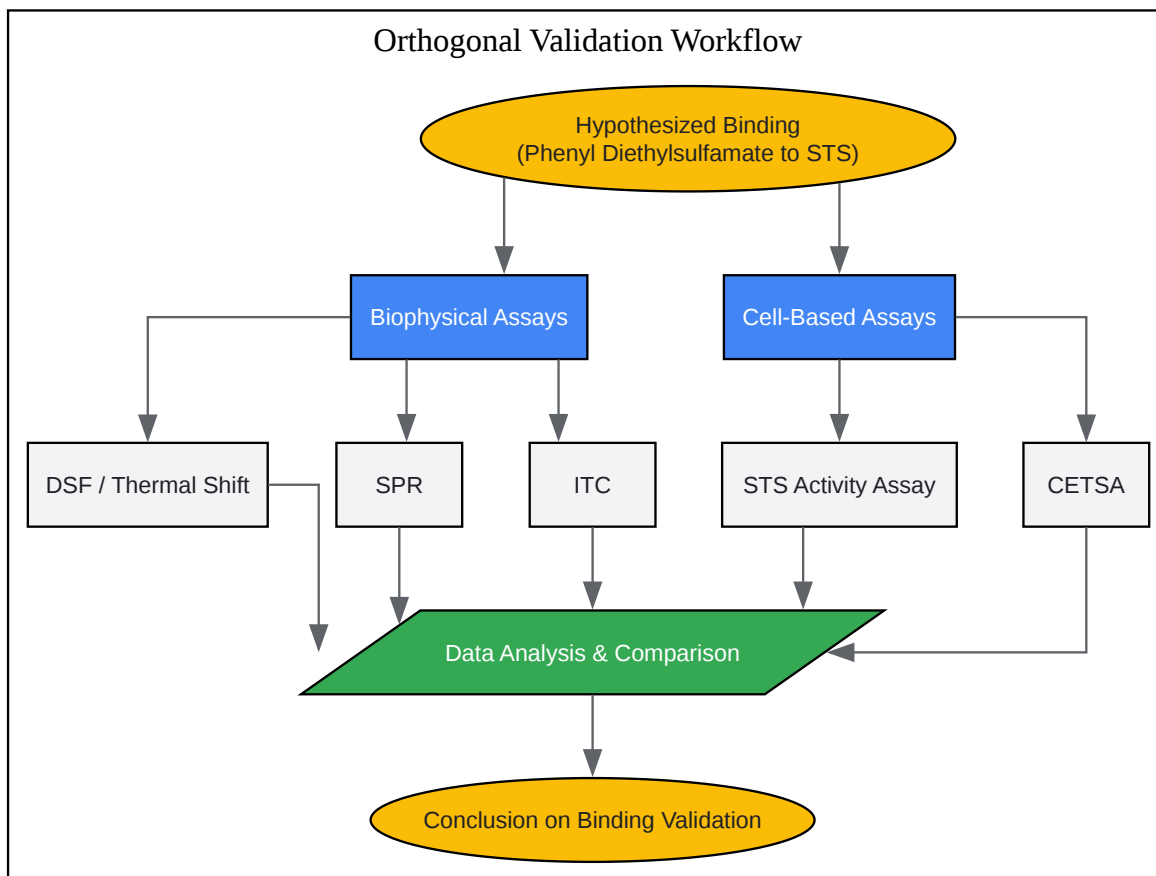 Orthogonal Validation Workflow
Hypothesized Binding
(Phenyl Diethylsulfamate to STS)
Biophysical Assays
Cell-Based Assays
DSF / Thermal Shift
SPR
ITC
STS Activity Assay
CETSA
Data Analysis & Comparison
Conclusion on Binding Validation